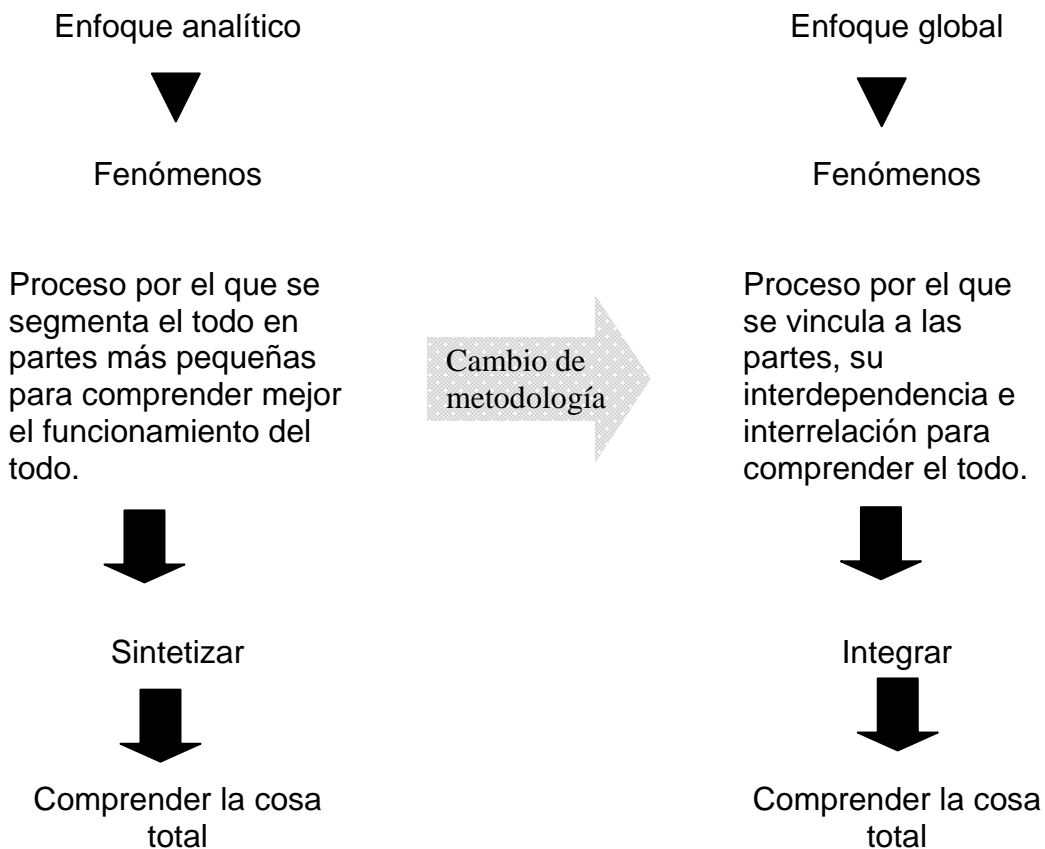 Enfoque analítico
Fenómenos
Proceso por el que se
segmenta el todo en
partes más pequeñas
para comprender mejor
el funcionamiento del
todo.
Sintetizar
Comprender la cosa
total
Cambio de
metodología
Enfoque global
Fenómenos
Proceso por el que
se vincula a las
partes, su
interdependencia e
interrelación para
comprender el todo.
Integrar
Comprender la cosa
total